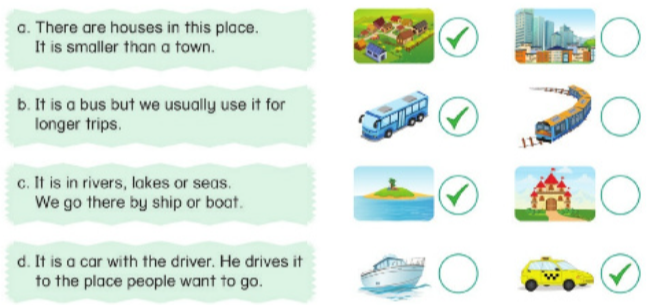 a. There are houses in this place.
It is smaller than a town.
b. It is a bus but we usually use it for
longer trips.
c. It is in rivers, lakes or seas.
We go there by ship or boat.
d. It is a car with the driver. He drives it
to the place people want to go.